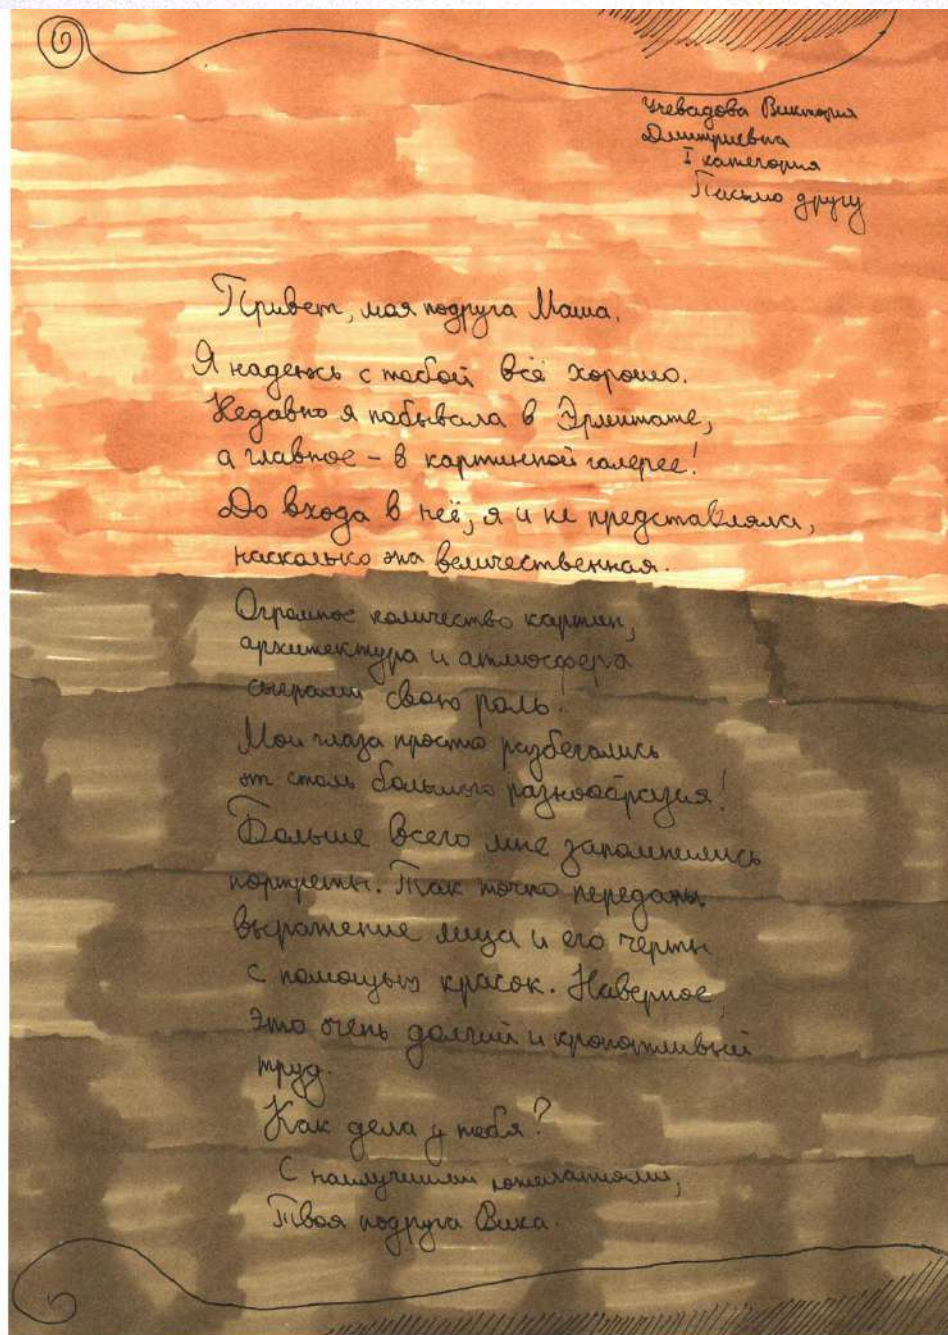 Виктория
Дмитриевна
I категория
Письмо другу
Привет, моя подруга Маша.
Я надеюсь с тобой всё хорошо.
Недавно я побывала в Эрмитаже,
а главное - в картинной галерее!
До входа в неё, я и не представляла,
насколько она величественная.
Огромное количество картин,
архитектура и атмосфера
сыграли свою роль!
Мои глаза просто разбегались
от столь большого разнообразия!
Больше всего мне запомнились
портреты. Так точно переданы
выражение лица и его черты
с помощью красок. Наверное,
это очень долгий и кропотливый
труд.
Как дела у тебя?
С наилучшими пожеланиями,
Твоя подруга Вика.